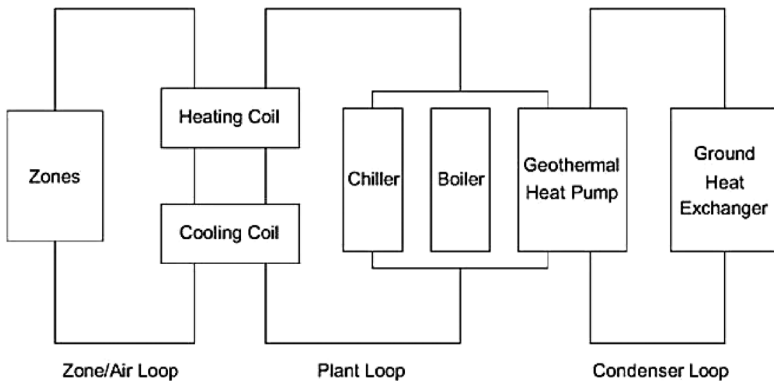 Heating Coil
Zones
Cooling Coil
Chiller
Boiler
Geothermal
Heat Pump
Ground
Heat
Exchanger
Zone/Air Loop
Plant Loop
Condenser Loop